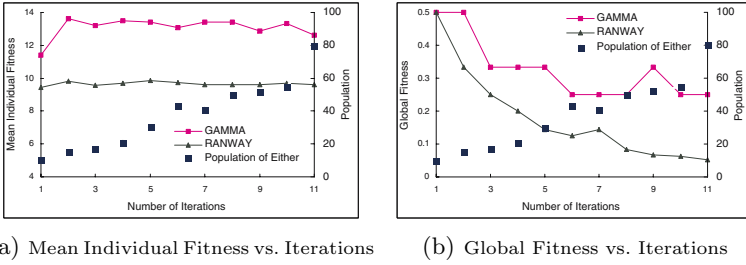 14
12
10
8
6
4
Mean Individual Fitness
100
80
60
40
20
0
Population
GAMMA
RANWAY
Population of Either
1 3 5 7 9 11
Number of Iterations
0.5
0.4
0.3
0.2
0.1
0
Global Fitness
100
80
60
40
20
0
Population
GAMMA
RANWAY
Population of Either
1 3 5 7 9 11
Number of Iterations
a) Mean Individual Fitness vs. Iterations
(b) Global Fitness vs. Iterations